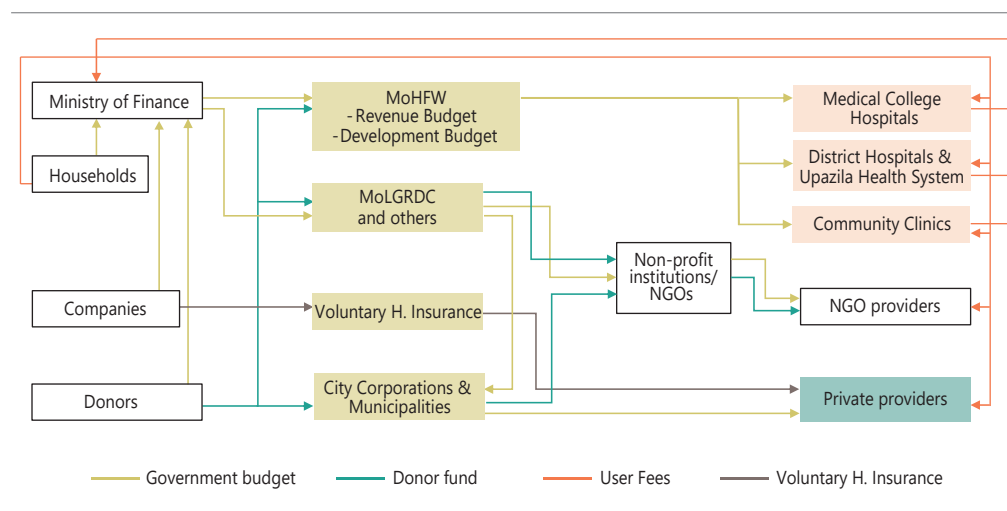 Ministry of Finance
Households
Companies
Donors
MoHFW
-Revenue Budget
-Development Budget
MoLGRDC
and others
Voluntary H. Insurance
City Corporations &
Municipalities
Non-profit
institutions/
NGOs
Medical College
Hospitals
District Hospitals &
Upazila Health System
Community Clinics
NGO providers
Private providers
Government budget
Donor fund
User Fees
Voluntary H. Insurance